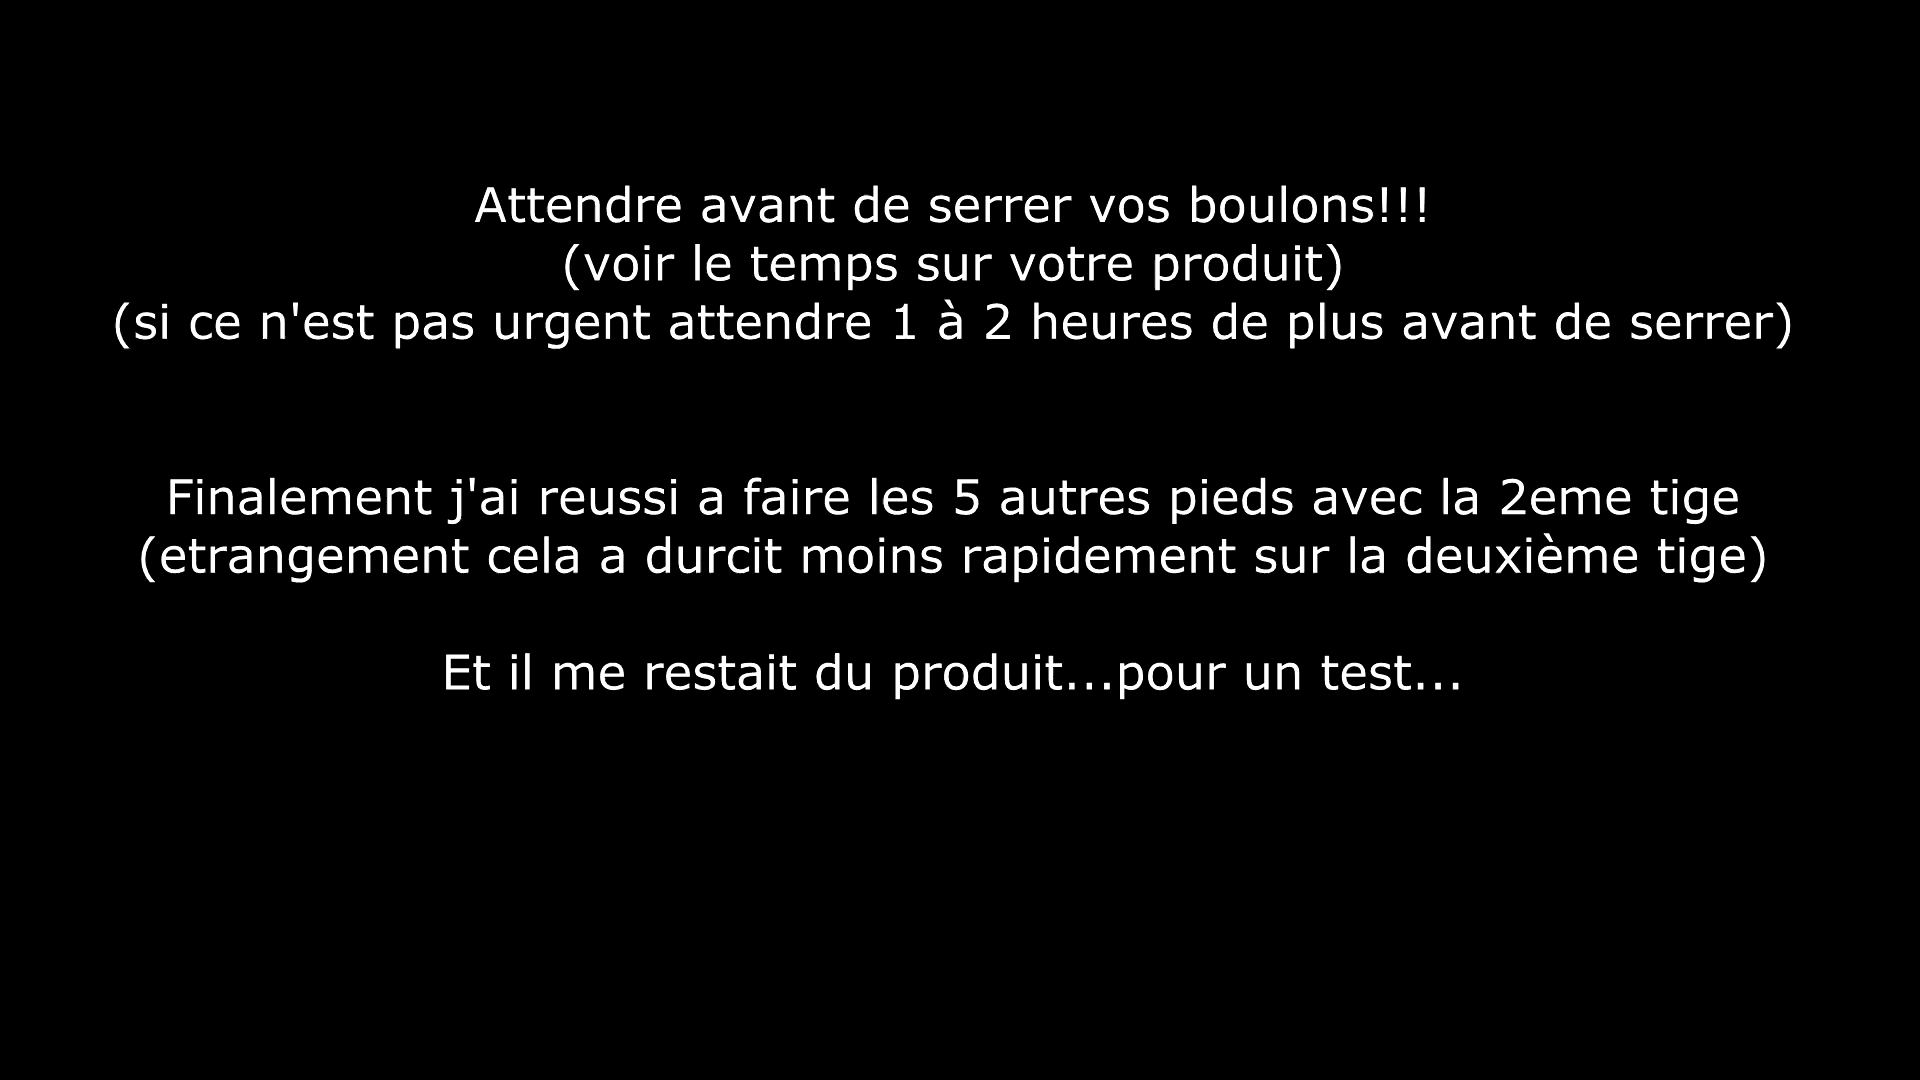 Attendre avant de serrer vos boulons!!!
(voir le temps sur votre produit)
(si ce n'est pas urgent attendre 1 à 2 heures de plus avant de serrer)
Finalement j'ai reussi a faire les 5 autres pieds avec la 2eme tige
(etrangement cela a durcit moins rapidement sur la deuxième tige)
Et il me restait du produit...pour un test...